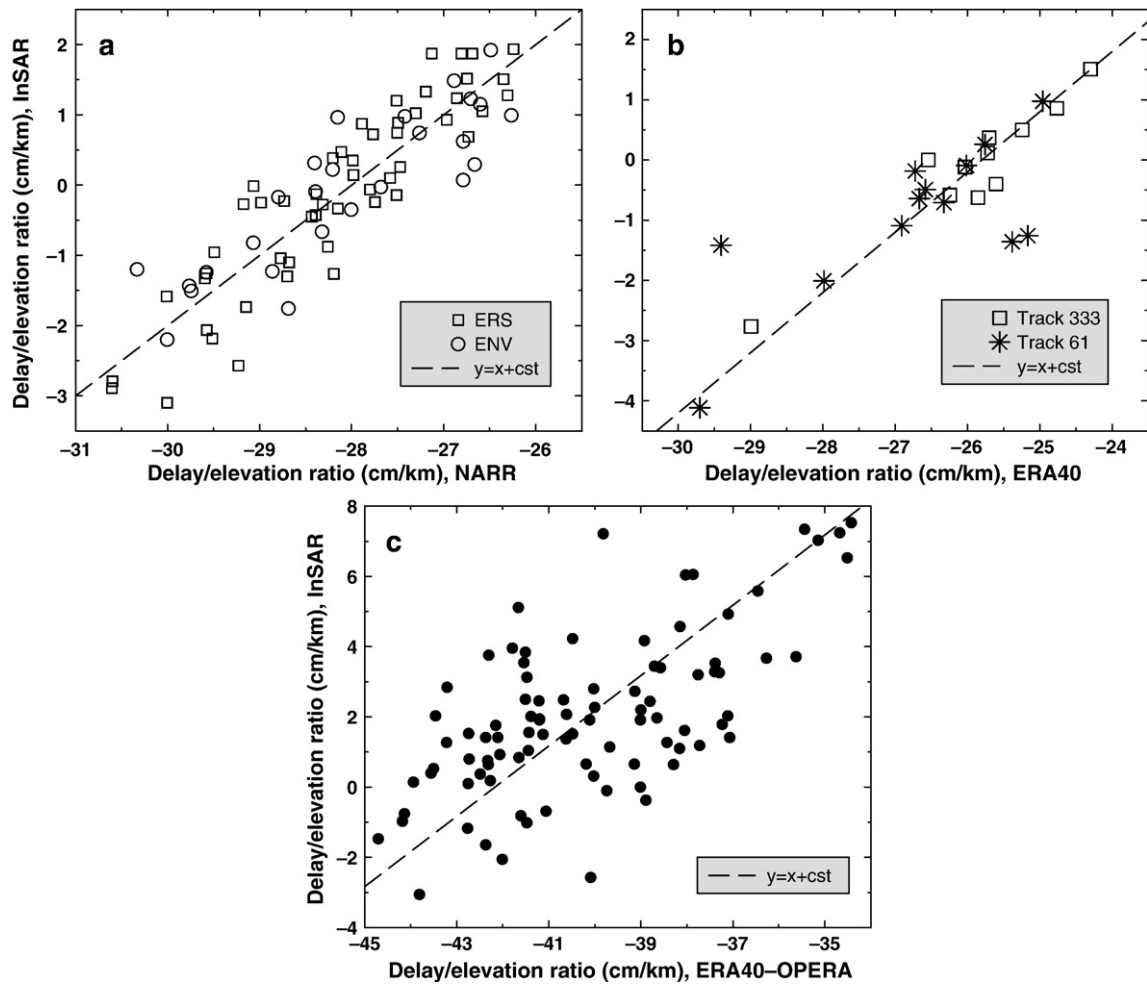 a
Delay/elevation ratio (cm/km), InSAR
2
1
0
−1
−2
−3
ERS
ENV
y=x+cst
−31 −30 −29 −28 −27 −26
Delay/elevation ratio (cm/km), NARR
b
2
1
0
−1
−2
−3
−4
Track 333
Track 61
y=x+cst
−30 −29 −28 −27 −26 −25 −24
Delay/elevation ratio (cm/km), ERA40
c
Delay/elevation ratio (cm/km), InSAR
8
6
4
2
0
−2
−4
y=x+cst
−45 −43 −41 −39 −37 −35
Delay/elevation ratio (cm/km), ERA40−OPERA